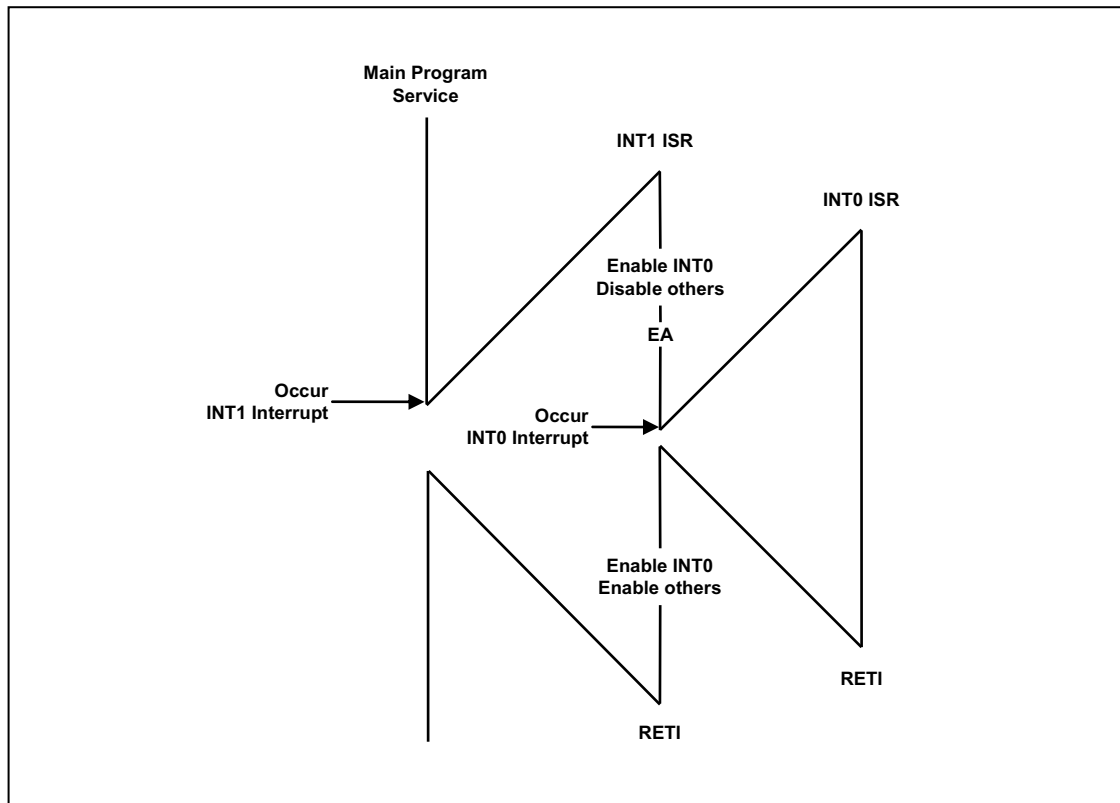 Main Program
Service
INT1 ISR
INT0 ISR
Enable INT0
Disable others
EA
Occur
INT1 Interrupt
Occur
INT0 Interrupt
Enable INT0
Enable others
RETI
RETI